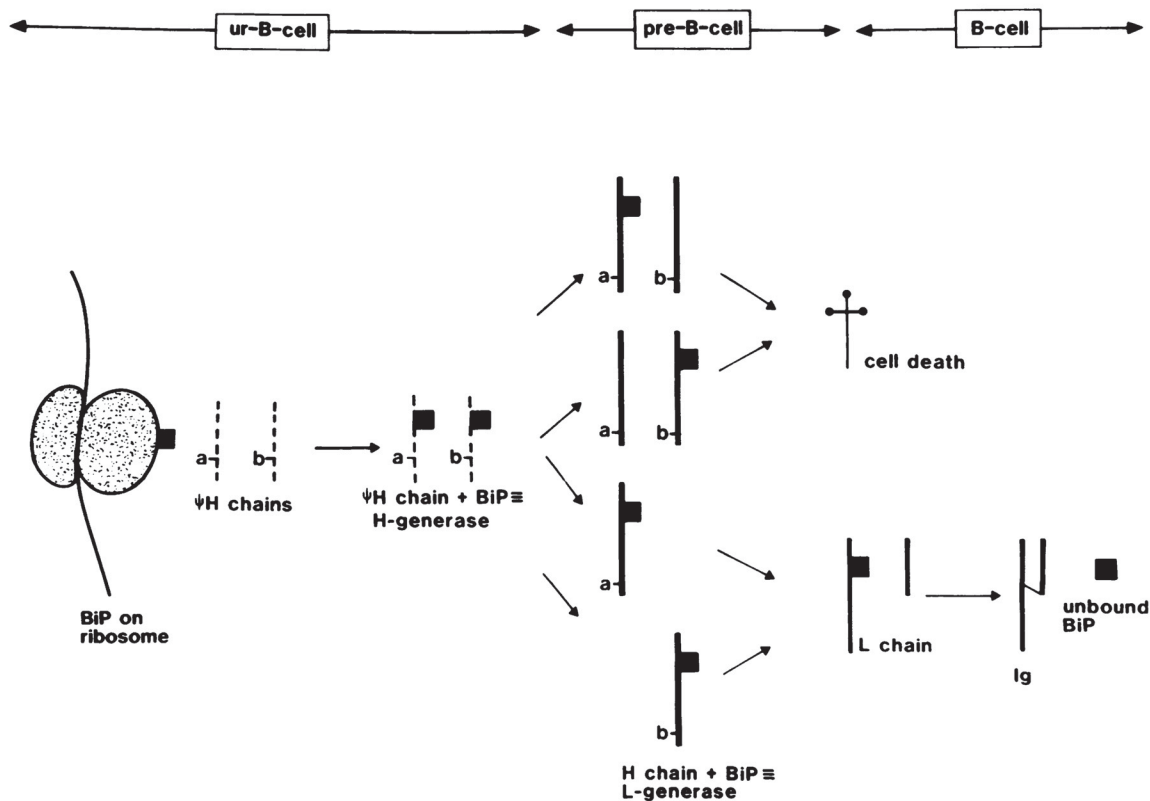 ur-B-cell
pre-B-cell
B-cell
a
b
a
b
cell death
a
b
ψH chains
a
b
ψH chain + BiP ≡
H-generase
a
BiP on
ribosome
L chain
Ig
unbound
BiP
b
H chain + BiP ≡
L-generase